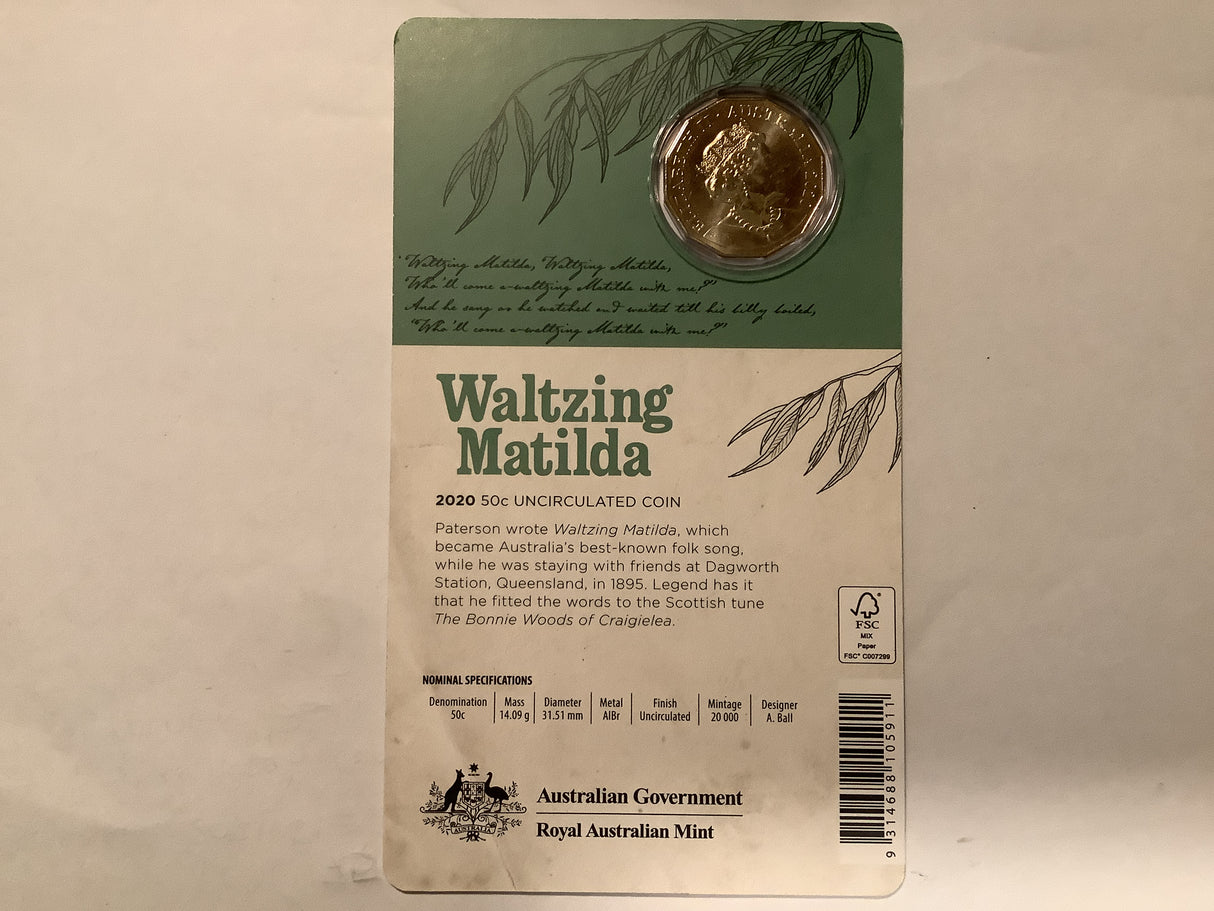 ELIZABETH II AUSTRALIA 2020
"Waltzing Matilda, Waltzing Matilda,
Who'll come a-waltzing Matilda with me?"
And he sang as he watched and waited till his billy boiled,
"Who'll come a-waltzing Matilda with me?"
Waltzing
Matilda
2020 50c UNCIRCULATED COIN
Paterson wrote Waltzing Matilda, which
became Australia's best-known folk song,
while he was staying with friends at Dagworth
Station, Queensland, in 1895. Legend has it
that he fitted the words to the Scottish tune
The Bonnie Woods of Craigielea.
FSC
MIX
Paper
FSC® C007299
NOMINAL SPECIFICATIONS
Denomination Mass Diameter Metal Finish Mintage Designer
50c 14.09 g 31.51 mm AlBr Uncirculated 20 000 A. Ball
9 314688 105911
AUSTRALIA
Australian Government
Royal Australian Mint